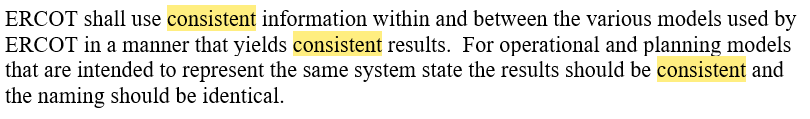 ERCOT shall use consistent information within and between the various models used by
ERCOT in a manner that yields consistent results.  For operational and planning models
that are intended to represent the same system state the results should be consistent and
the naming should be identical.